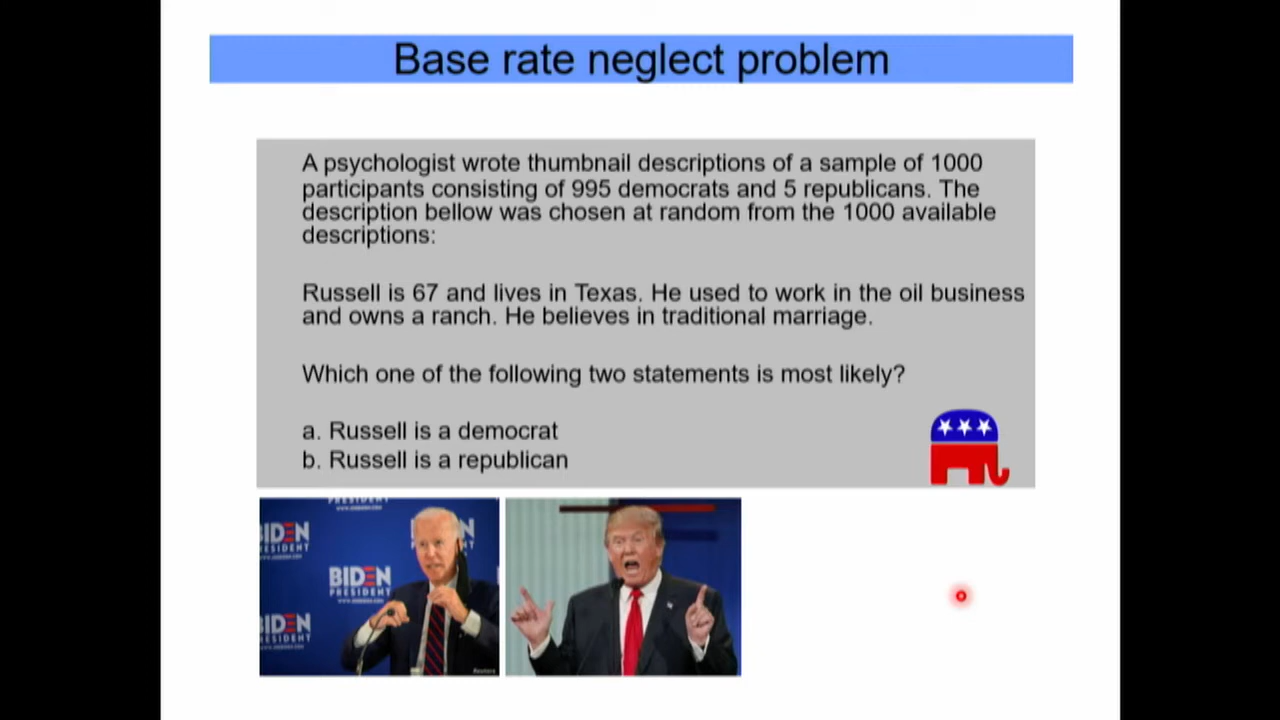 Base rate neglect problem
A psychologist wrote thumbnail descriptions of a sample of 1000
participants consisting of 995 democrats and 5 republicans. The
description bellow was chosen at random from the 1000 available
descriptions:
Russell is 67 and lives in Texas. He used to work in the oil business
and owns a ranch. He believes in traditional marriage.
Which one of the following two statements is most likely?
a. Russell is a democrat
b. Russell is a republican
PRESIDENT
BIDEN
PRESIDENT
BIDEN
PRESIDENT
BIDEN
PRESIDENT
Reuters